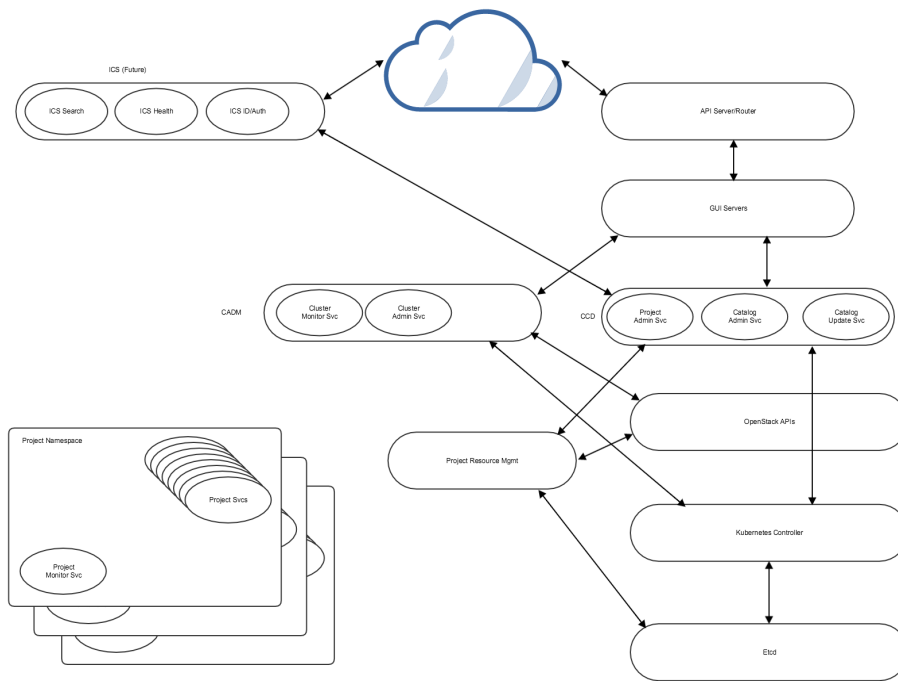 ICS (Future)
ICS Search
ICS Health
ICS ID/Auth
API Server/Router
GUI Servers
CADM
Cluster
Monitor Svc
Cluster
Admin Svc
CCD
Project
Admin Svc
Catalog
Admin Svc
Catalog
Update Svc
OpenStack APIs
Project Namespace
Project Resource Mgmt
Project Svcs
Kubernetes Controller
Project
Monitor Svc
Etcd